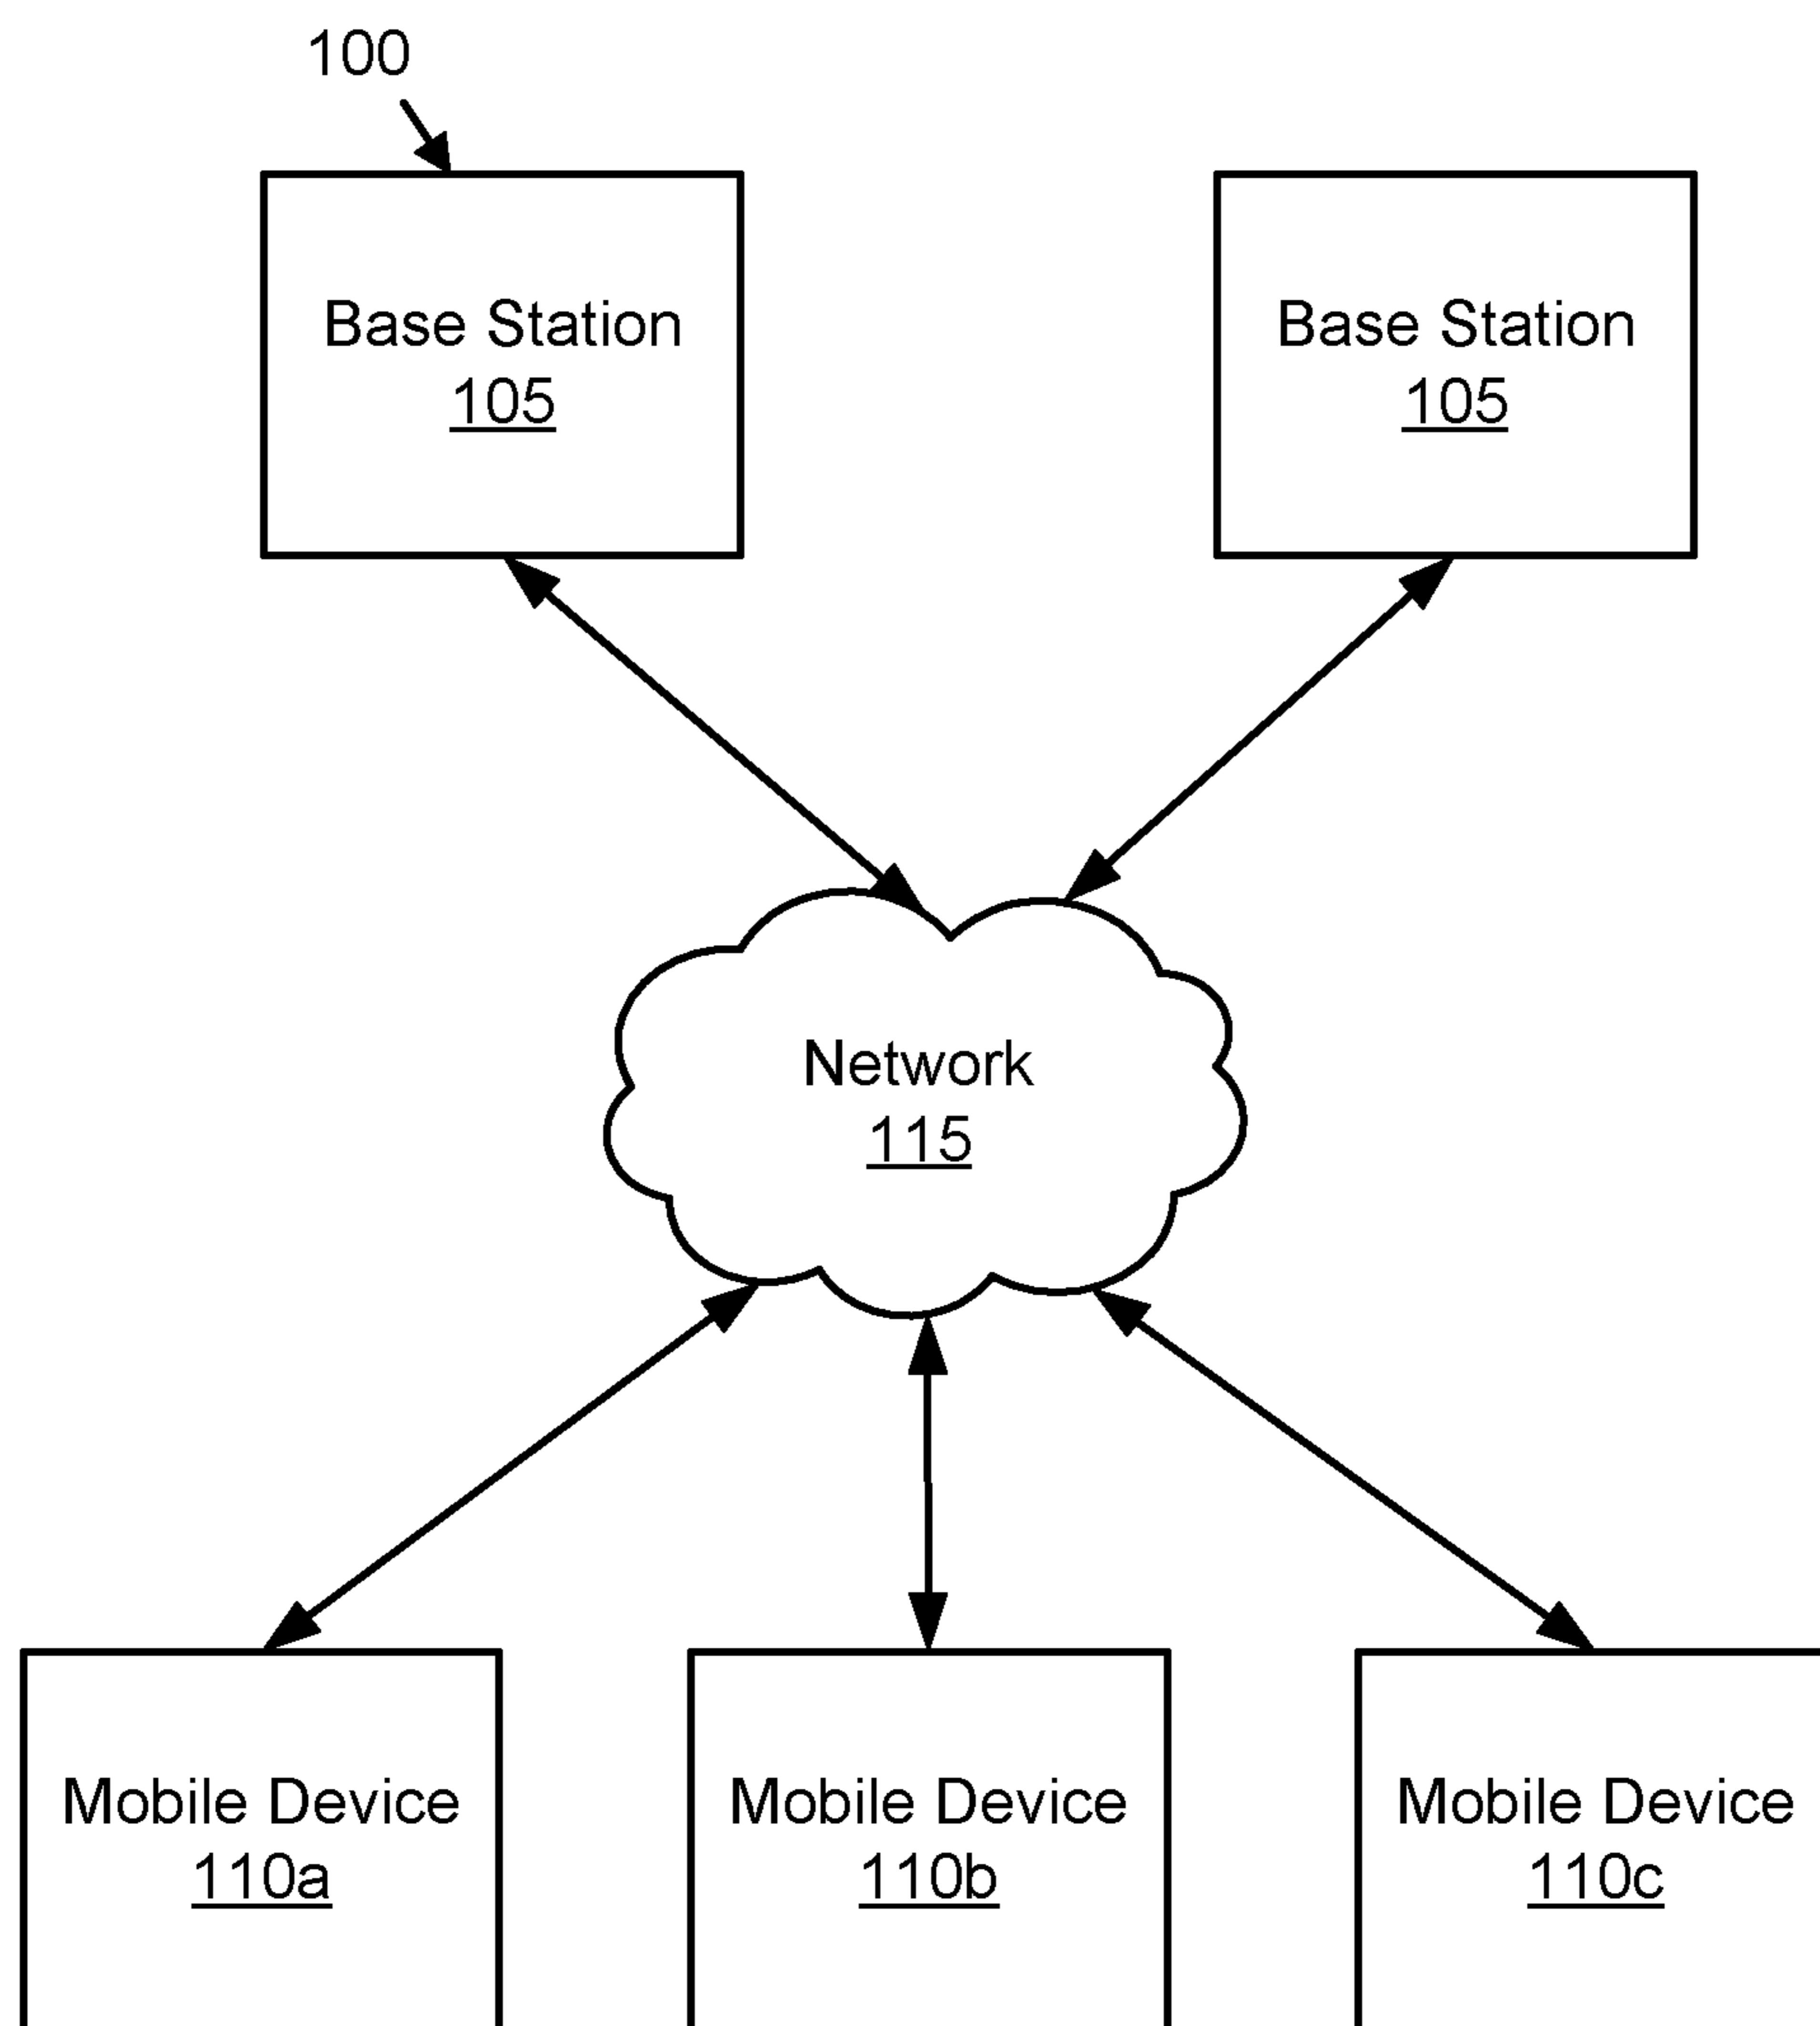 100
Base Station
105
Base Station
105
Network
115
Mobile Device
110a
Mobile Device
110b
Mobile Device
110c